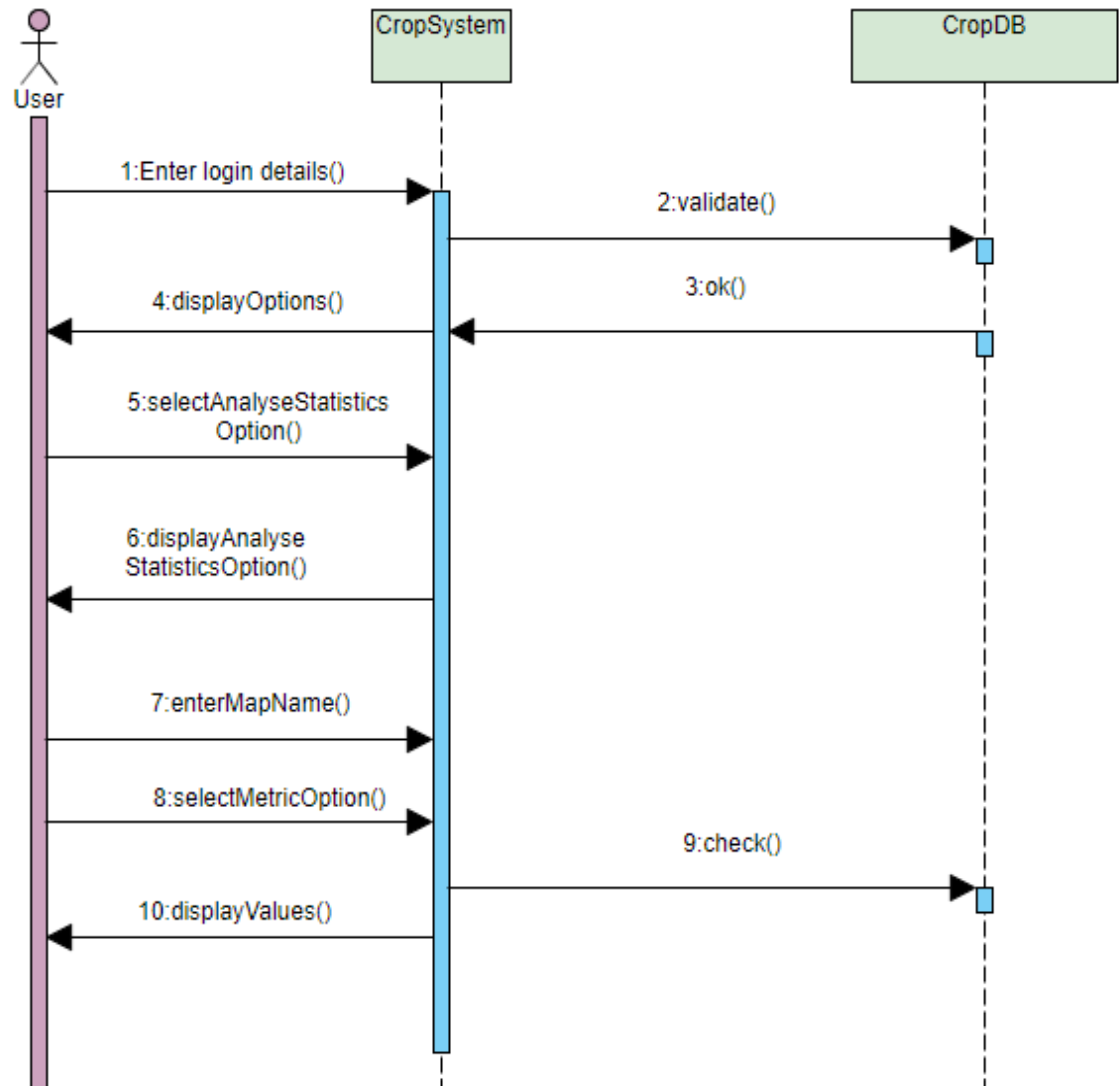 CropSystem
CropDB
User
1:Enter login details()
2:validate()
3:ok()
4:displayOptions()
5:selectAnalyseStatistics
Option()
6:displayAnalyse
StatisticsOption()
7:enterMapName()
8:selectMetricOption()
9:check()
10:displayValues()